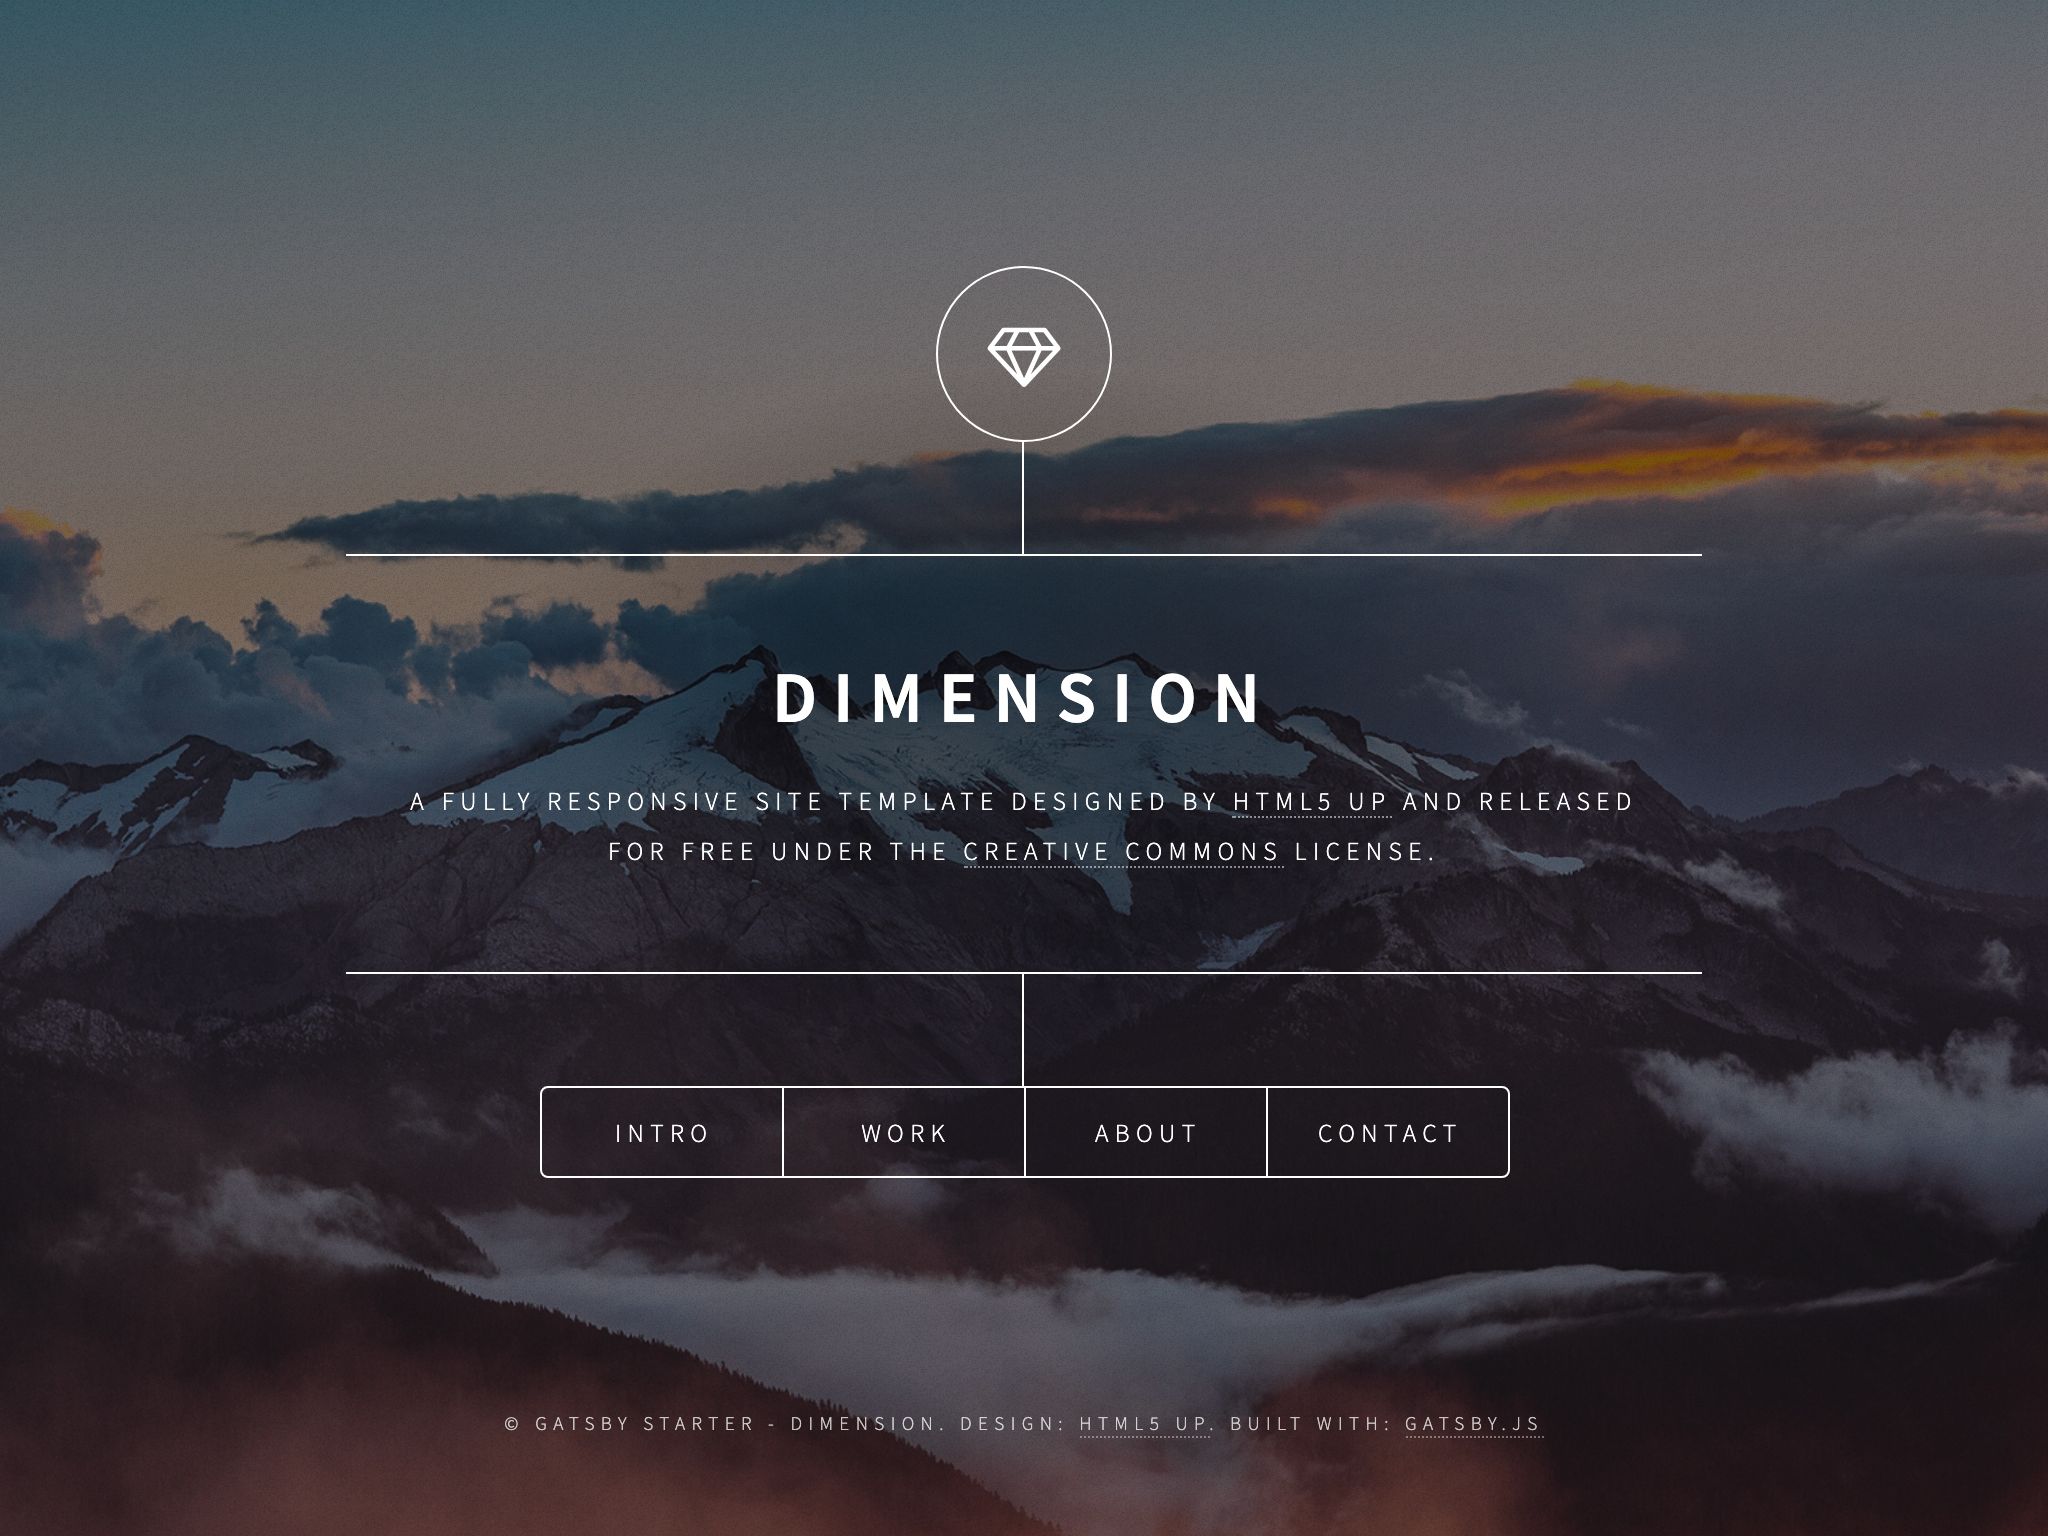 DIMENSION
A FULLY RESPONSIVE SITE TEMPLATE DESIGNED BY HTML5 UP AND RELEASED
FOR FREE UNDER THE CREATIVE COMMONS LICENSE.
INTRO WORK ABOUT CONTACT
© GATSBY STARTER - DIMENSION. DESIGN: HTML5 UP. BUILT WITH: GATSBY.JS